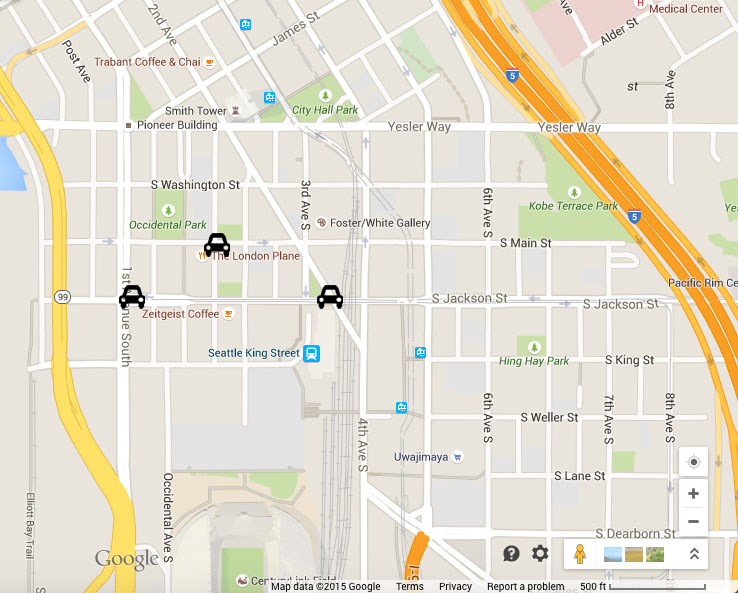 2nd Ave
James St
Ave
Medical Center
Alder St
Post Ave
Trabant Coffee & Chai
5
st
8th Ave
City Hall Park
Smith Tower
Pioneer Building
Yesler Way
Yesler Way
S Washington St
3rd Ave S
6th Ave S
Kobe Terrace Park
Yes
Occidental Park
Foster/White Gallery
5
S Main St
The London Plane
1st Avenue South
Pacific Rim Ce
99
S Jackson St
S Jackson St
Zeitgeist Coffee
Seattle King Street
Hing Hay Park
S King St
6th Ave S
7th Ave S
8th Ave S
S Weller St
4th Ave S
Uwajimaya
Occidental Ave S
S Lane St
Elliott Bay Trail
S Dearborn St
Google
CenturyLink Field
Map data ©2015 Google
Terms
Privacy
Report a problem
500 ft